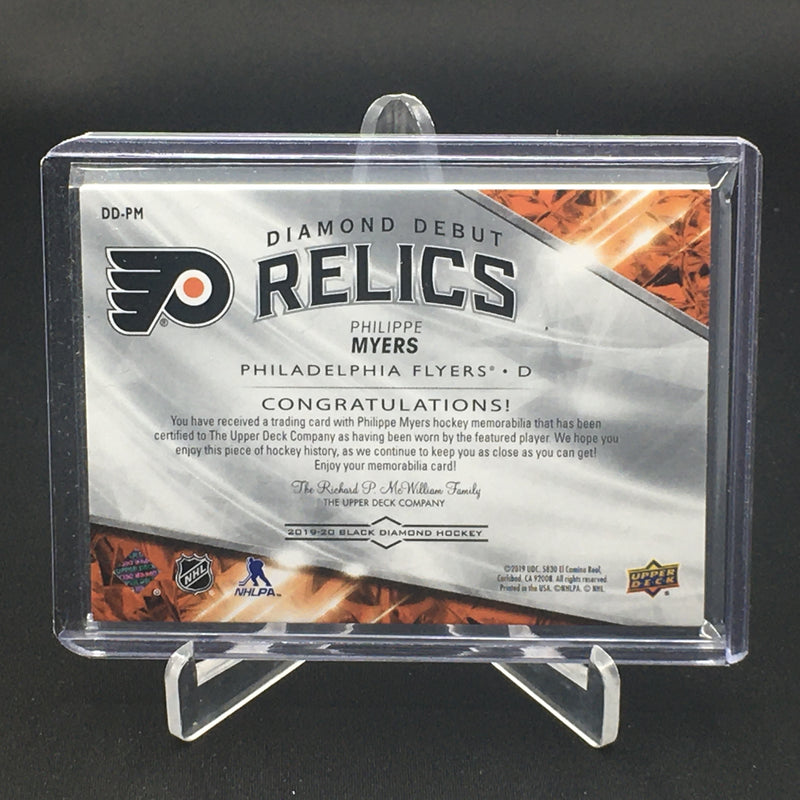 DD-PM
DIAMOND DEBUT
RELICS
PHILIPPE
MYERS
PHILADELPHIA FLYERS® • D
CONGRATULATIONS!
You have received a trading card with Philippe Myers hockey memorabilia that has been
certified to The Upper Deck Company as having been worn by the featured player. We hope you
enjoy this piece of hockey history, as we continue to keep you as close as you can get!
Enjoy your memorabilia card!
The Richard P. McWilliam Family
THE UPPER DECK COMPANY
2019-20 BLACK DIAMOND HOCKEY
©2019 UDC. 5830 El Camino Real,
Carlsbad, CA 92008. All rights reserved.
Printed in the USA. ©NHLPA. © NHL.
NHL
NHLPA™
UPPER
DECK